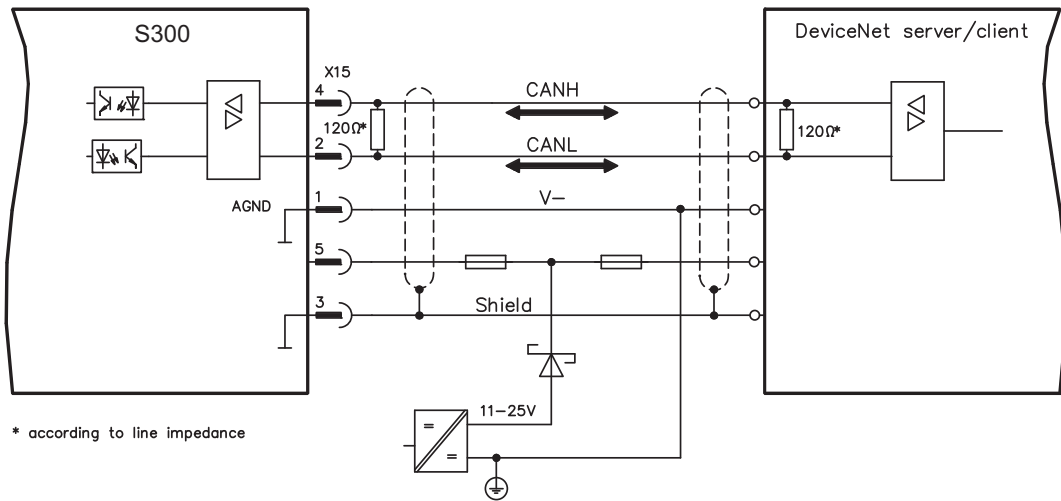 S300
DeviceNet server/client
X15
4
CANH
120Ω*
120Ω*
2
CANL
1
AGND
V-
5
3
Shield
11-25V
=
=
* according to line impedance